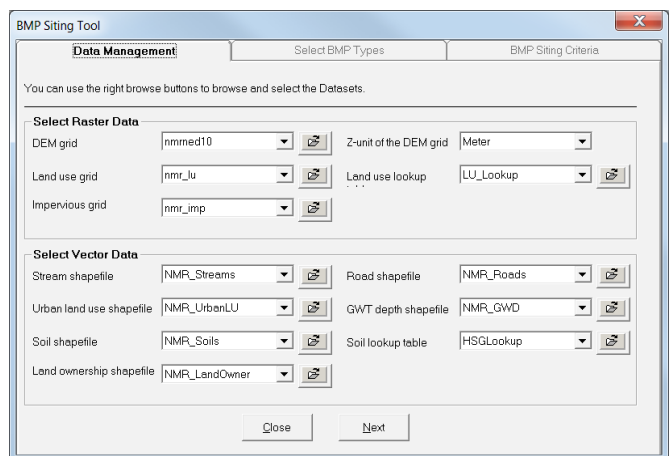 BMP Siting Tool
X
Data Management Select BMP Types BMP Siting Criteria
You can use the right browse buttons to browse and select the Datasets.
Select Raster Data
DEM grid nmrned10 Z-unit of the DEM grid Meter
Land use grid nmr_lu Land use lookup LU_Lookup
Impervious grid nmr_imp
Select Vector Data
Stream shapefile NMR_Streams Road shapefile NMR_Roads
Urban land use shapefile NMR_UrbanLU GWT depth shapefile NMR_GWD
Soil shapefile NMR_Soils Soil lookup table HSGLookup
Land ownership shapefile NMR_LandOwner
Close Next